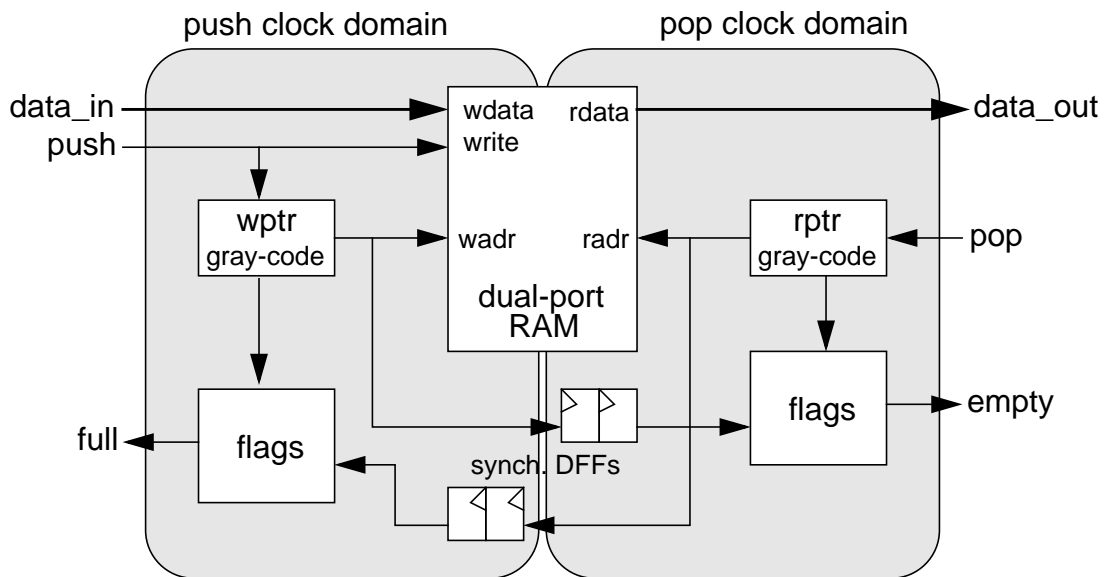 push clock domain
pop clock domain
data_in
wdata
rdata
data_out
push
write
wptr
gray-code
wadr
radr
rptr
gray-code
pop
dual-port
RAM
flags
empty
full
flags
synch. DFFs